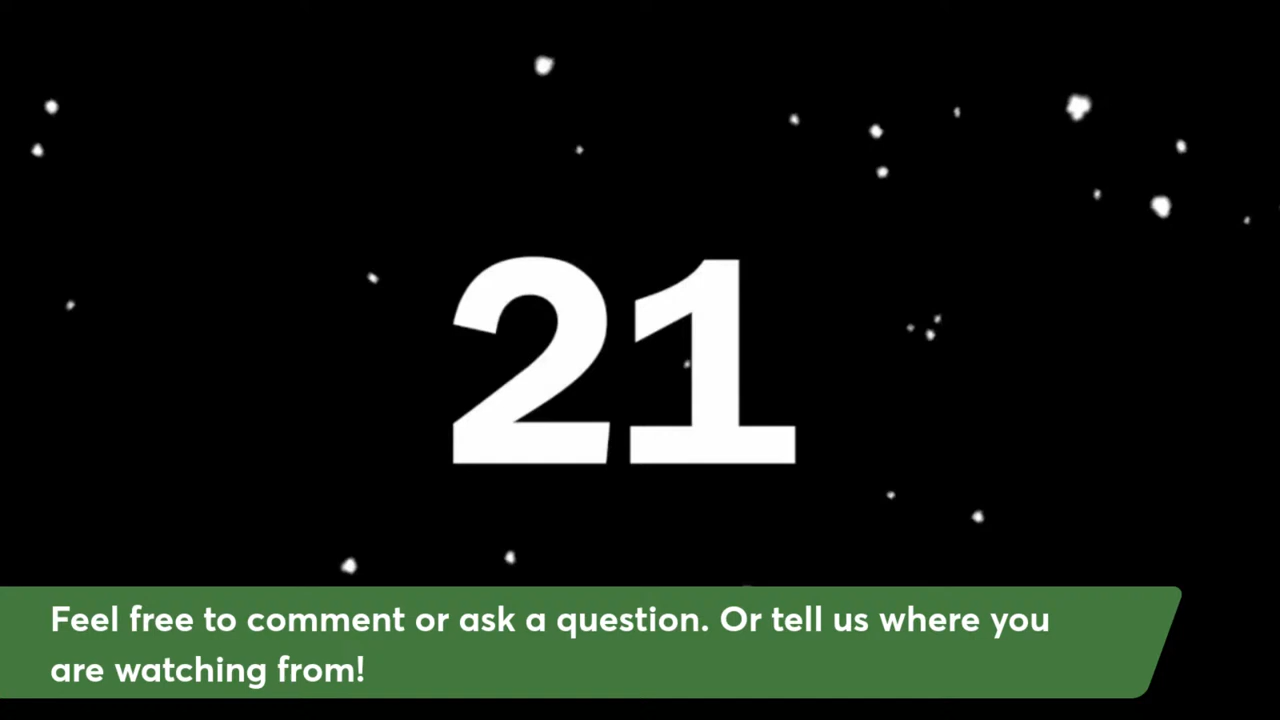 21
Feel free to comment or ask a question. Or tell us where you
are watching from!